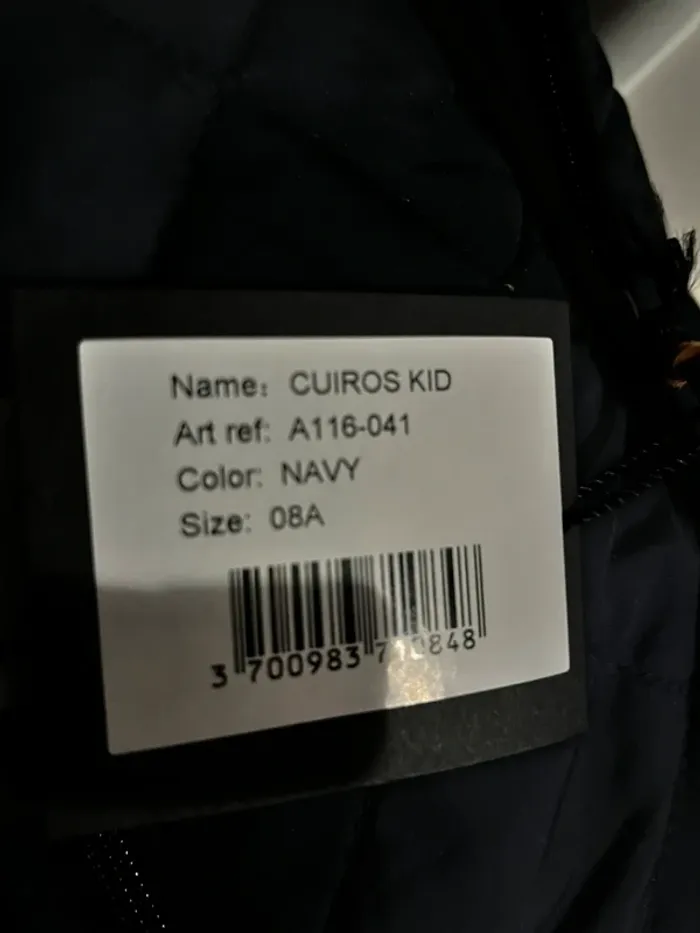 Name: CUIROS KID
Art ref: A116-041
Color: NAVY
Size: 08A
3 700983